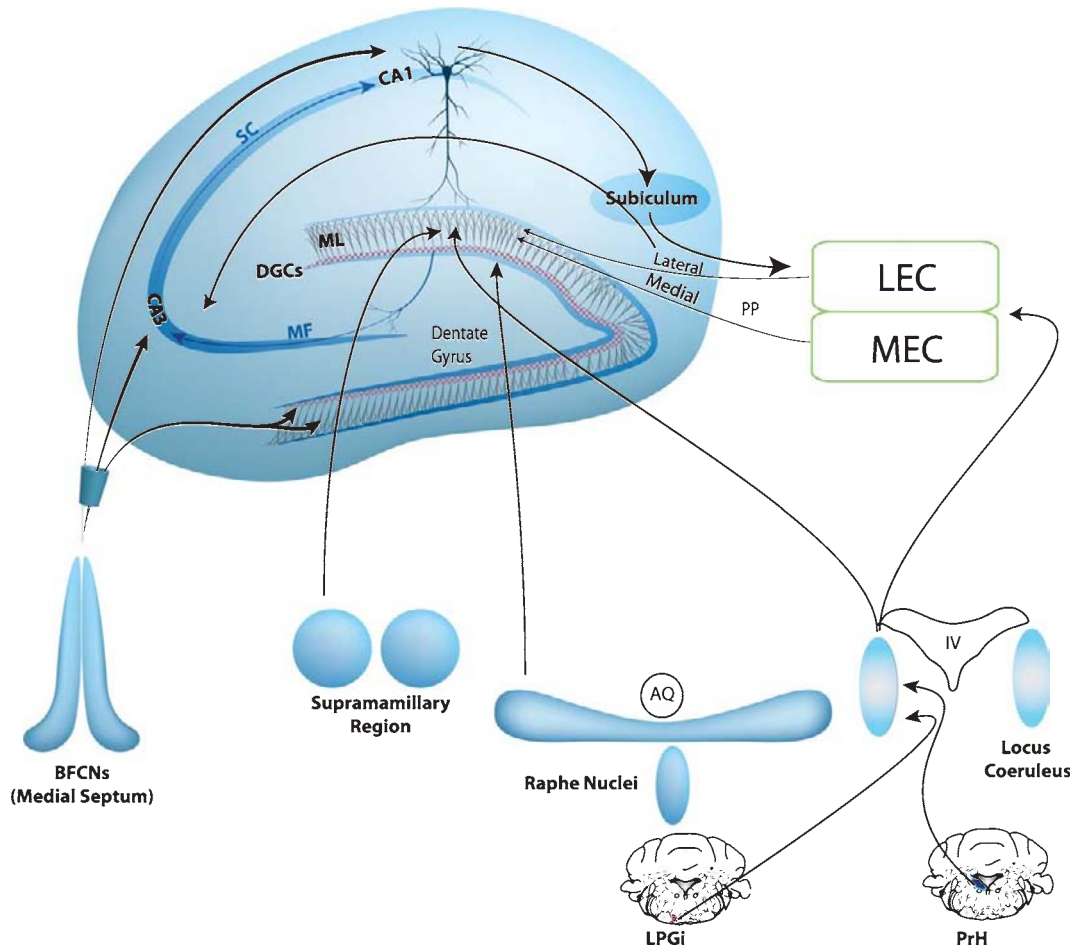 CA1
SC
Subiculum
ML
Lateral
LEC
DGCs
Medial
PP
CA3
MF
Dentate
Gyrus
MEC
IV
AQ
Supramamillary
Region
Locus
Coeruleus
BFCNs
(Medial Septum)
Raphe Nuclei
LPGi
PrH